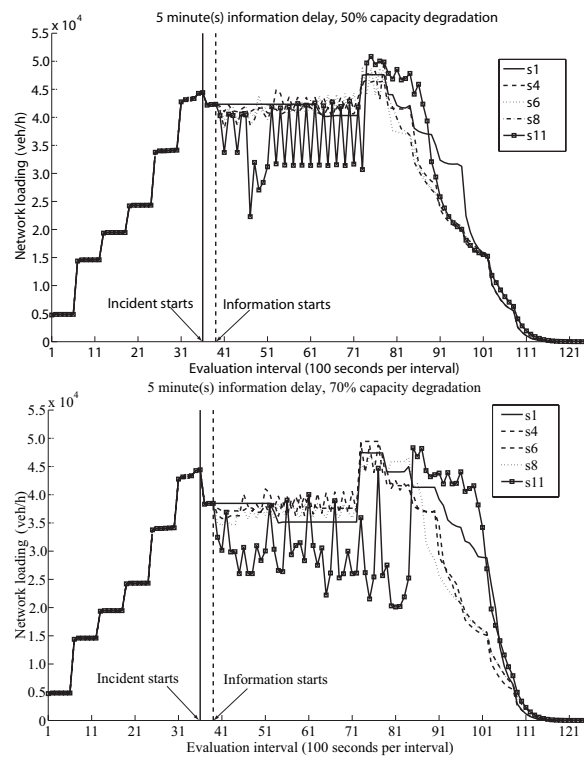 5 minute(s) information delay, 50% capacity degradation
x 10^4
5.5
5.0
4.5
4.0
3.5
3.0
2.5
2.0
1.5
1.0
0.5
0
Network loading (veh/h)
s1
s4
s6
s8
s11
Incident starts
Information starts
1 11 21 31 41 51 61 71 81 91 101 111 121
Evaluation interval (100 seconds per interval)
5 minute(s) information delay, 70% capacity degradation
x 10^4
5.5
5.0
4.5
4.0
3.5
3.0
2.5
2.0
1.5
1.0
0.5
0
Network loading (veh/h)
s1
s4
s6
s8
s11
Incident starts
Information starts
1 11 21 31 41 51 61 71 81 91 101 111 121
Evaluation interval (100 seconds per interval)